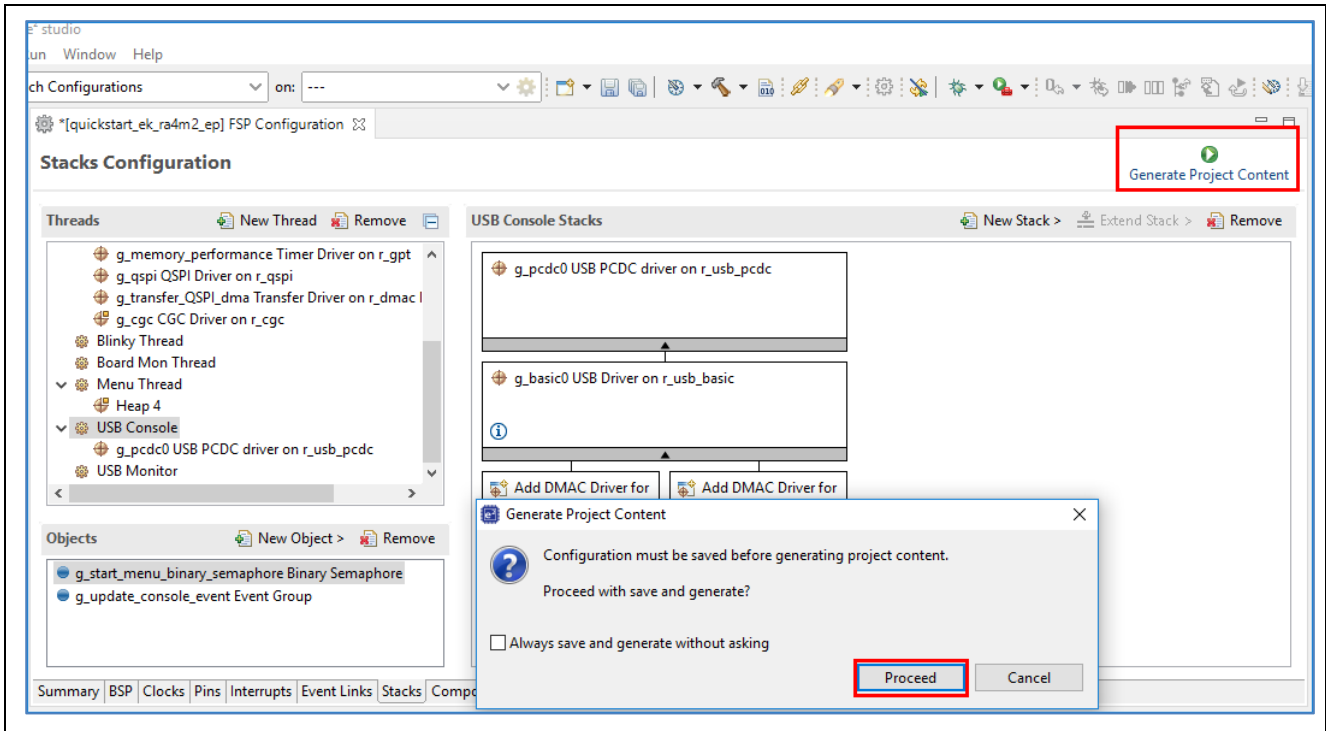 e² studio
Run Window Help
ch Configurations on: ---
*[quickstart_ek_ra4m2_ep] FSP Configuration
Stacks Configuration
Generate Project Content
Threads New Thread Remove
g_memory_performance Timer Driver on r_gpt
g_qspi QSPI Driver on r_qspi
g_transfer_QSPI_dma Transfer Driver on r_dmac
g_cgc CGC Driver on r_cgc
Blinky Thread
Board Mon Thread
Menu Thread
Heap 4
USB Console
g_pcdc0 USB PCDC driver on r_usb_pcdc
USB Monitor
USB Console Stacks New Stack > Extend Stack > Remove
g_pcdc0 USB PCDC driver on r_usb_pcdc
g_basic0 USB Driver on r_usb_basic
Add DMAC Driver for Add DMAC Driver for
Objects New Object > Remove
g_start_menu_binary_semaphore Binary Semaphore
g_update_console_event Event Group
Generate Project Content
Configuration must be saved before generating project content.
Proceed with save and generate?
Always save and generate without asking
Proceed Cancel
Summary BSP Clocks Pins Interrupts Event Links Stacks Comp